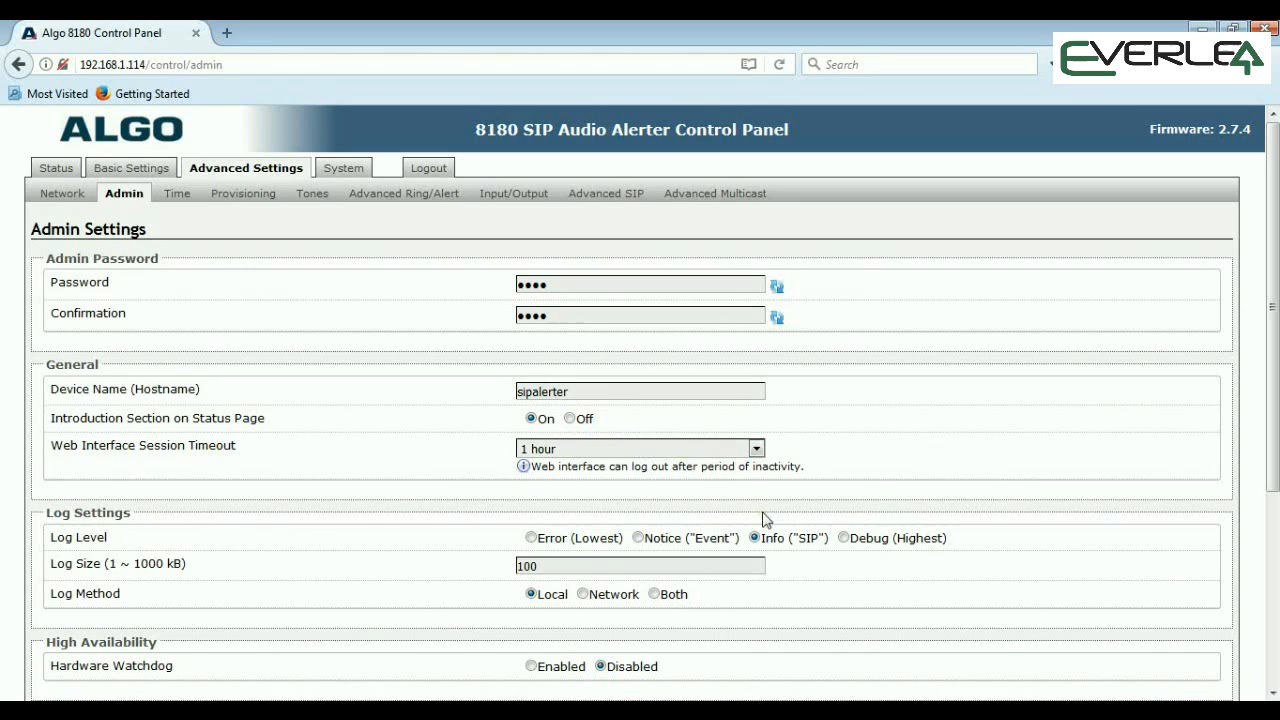 Algo 8180 Control Panel
192.168.1.114/control/admin
Search
EVERLEA
Most Visited
Getting Started
ALGO
8180 SIP Audio Alerter Control Panel
Firmware: 2.7.4
Status
Basic Settings
Advanced Settings
System
Logout
Network
Admin
Time
Provisioning
Tones
Advanced Ring/Alert
Input/Output
Advanced SIP
Advanced Multicast
Admin Settings
Admin Password
Password
Confirmation
General
Device Name (Hostname)
sipalerter
Introduction Section on Status Page
On Off
Web Interface Session Timeout
1 hour
Web interface can log out after period of inactivity.
Log Settings
Log Level
Error (Lowest) Notice ("Event") Info ("SIP") Debug (Highest)
Log Size (1 ~ 1000 kB)
100
Log Method
Local Network Both
High Availability
Hardware Watchdog
Enabled Disabled